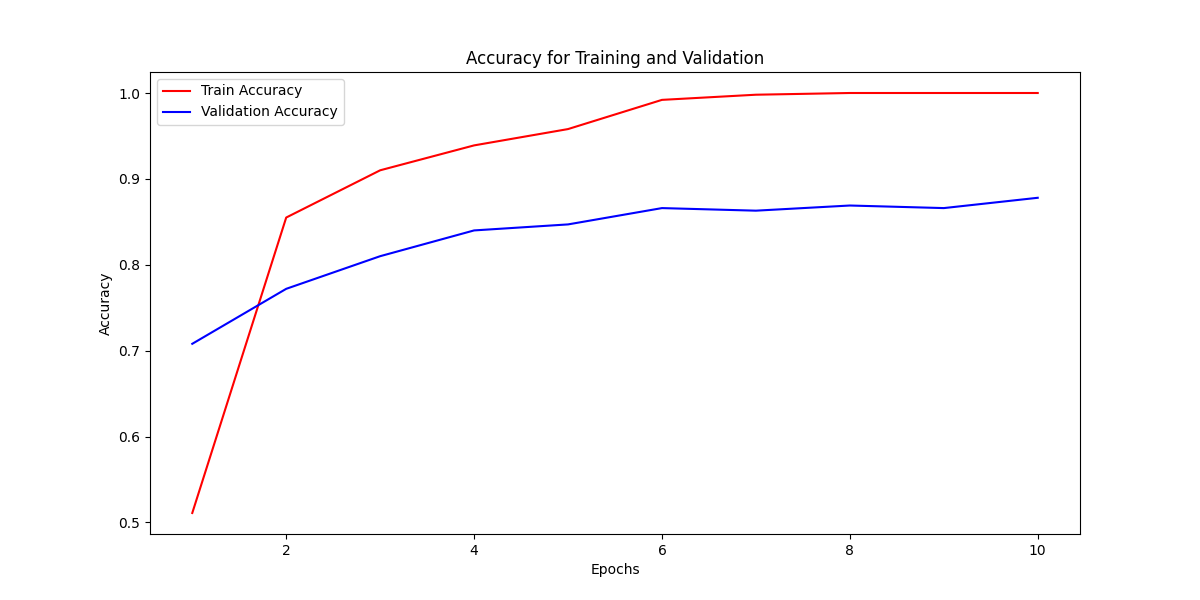 Accuracy for Training and Validation
Train Accuracy
Validation Accuracy
1.0
0.9
0.8
0.7
0.6
0.5
Accuracy
2 4 6 8 10
Epochs